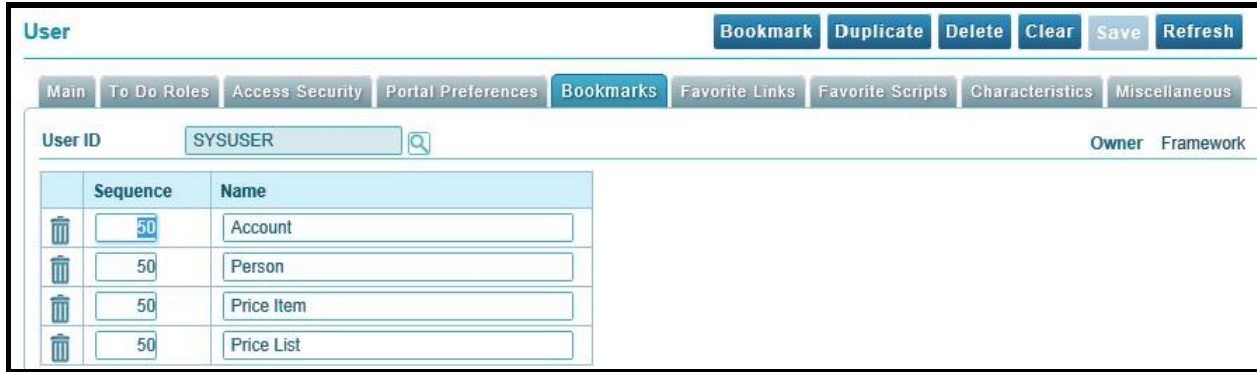 User Bookmark Duplicate Delete Clear Save Refresh
Main To Do Roles Access Security Portal Preferences Bookmarks Favorite Links Favorite Scripts Characteristics Miscellaneous
User ID SYSUSER Owner Framework
Sequence Name
50 Account
50 Person
50 Price Item
50 Price List